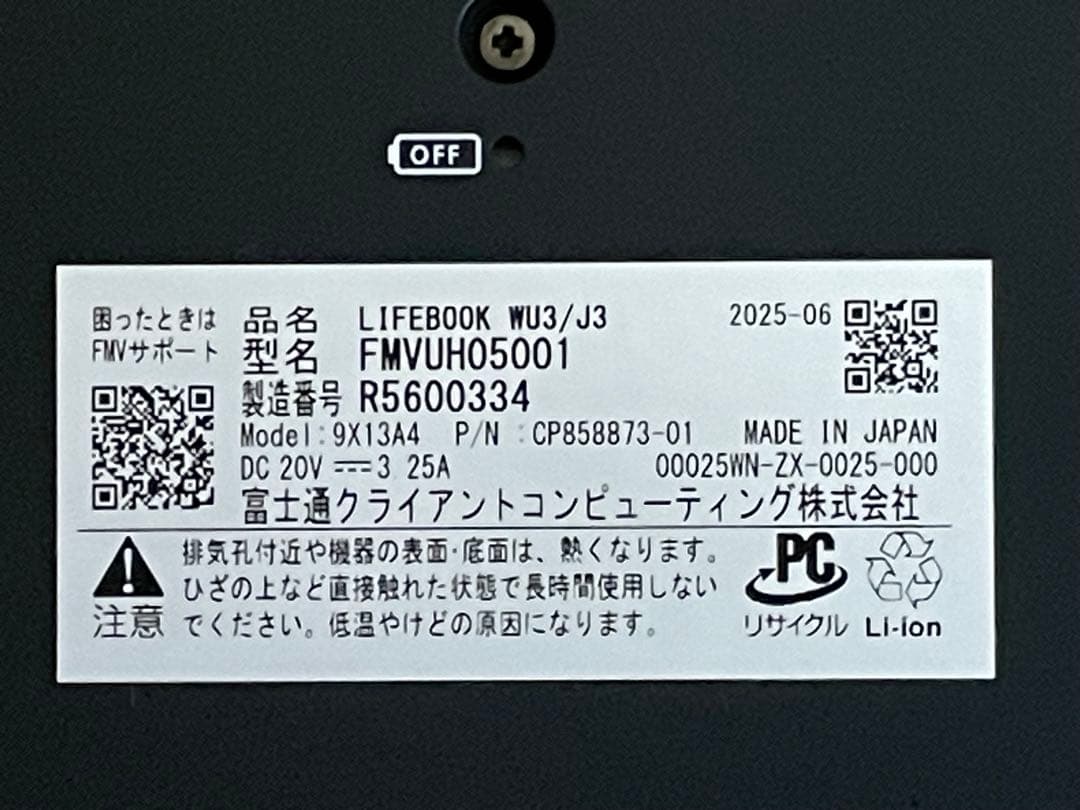 OFF
困ったときは
FMVサポート
品名 LIFEBOOK WU3/J3
2025-06
型名 FMVUH05001
製造番号 R5600334
Model:9X13A4 P/N :CP858873-01 MADE IN JAPAN
DC 20V ⎓ 3.25A 00025WN-ZX-0025-000
富士通クライアントコンピューティング株式会社
注意
排気孔付近や機器の表面・底面は、熱くなります。
ひざの上など直接触れた状態で長時間使用しない
でください。低温やけどの原因になります。
PC
リサイクル
Li-ion